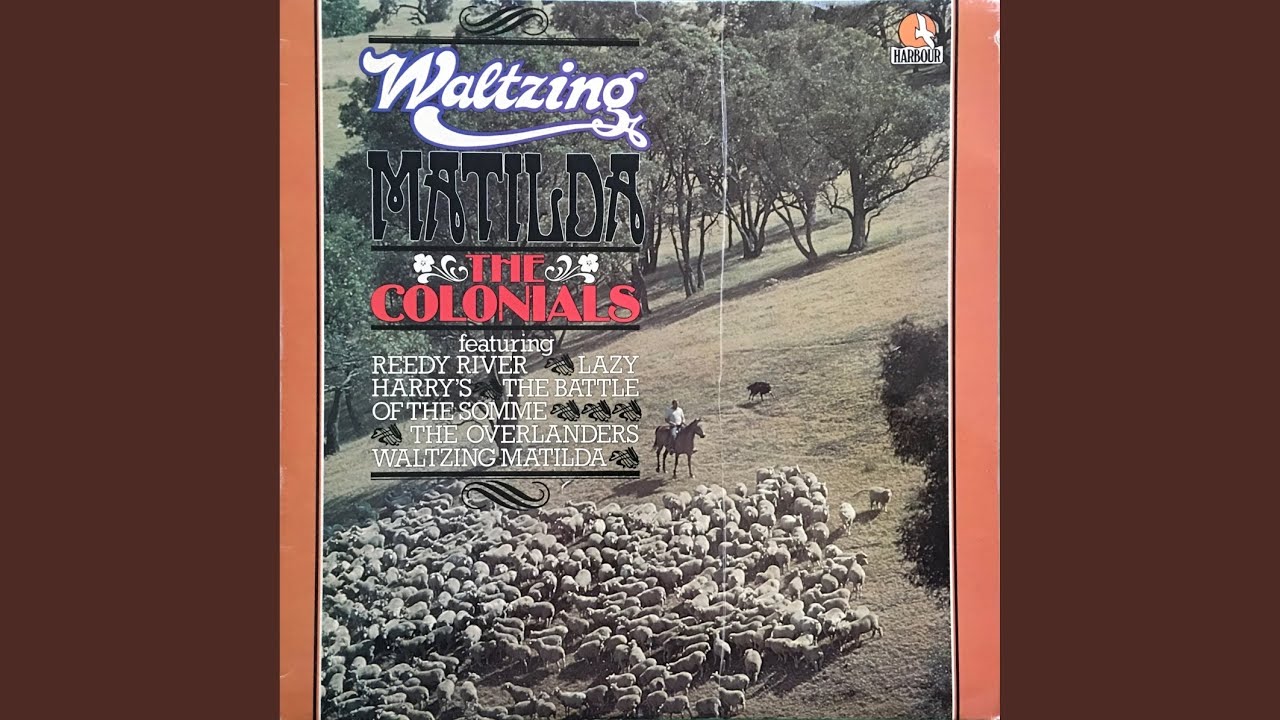 HARBOUR
Waltzing
MATILDA
THE
COLONIALS
featuring
REEDY RIVER LAZY
HARRY'S THE BATTLE
OF THE SOMME
THE OVERLANDERS
WALTZING MATILDA